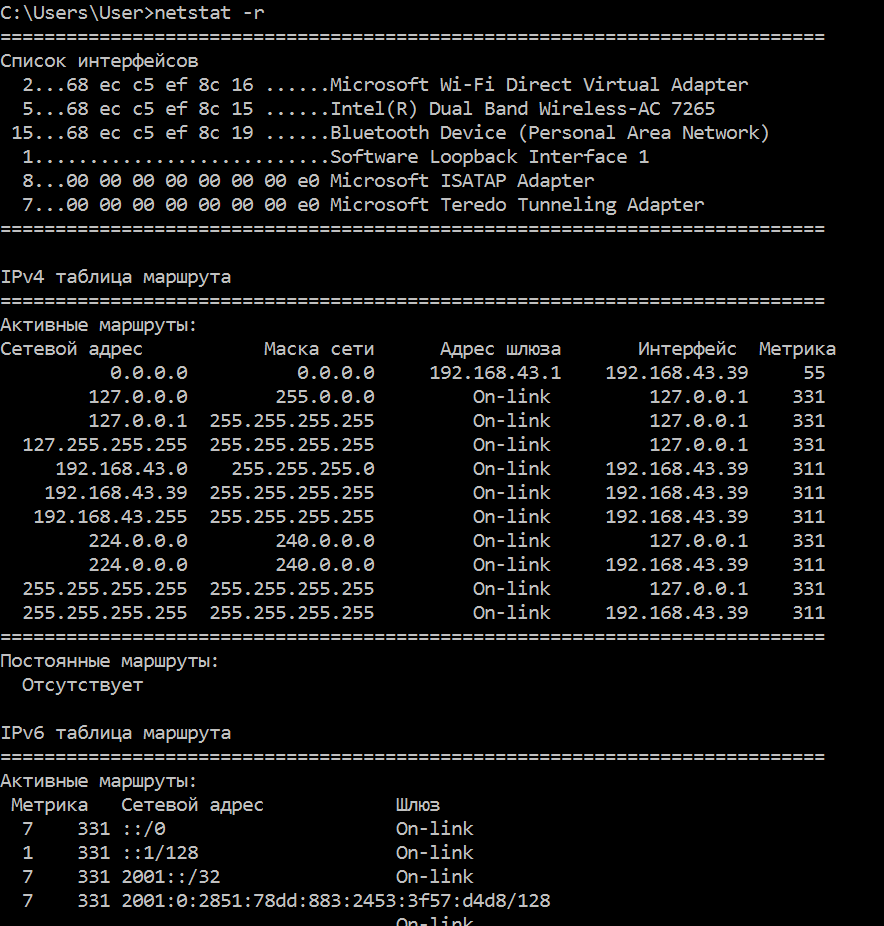 C:\Users\User>netstat -r
===========================================================================
Список интерфейсов
  2...68 ec c5 ef 8c 16 ......Microsoft Wi-Fi Direct Virtual Adapter
  5...68 ec c5 ef 8c 15 ......Intel(R) Dual Band Wireless-AC 7265
 15...68 ec c5 ef 8c 19 ......Bluetooth Device (Personal Area Network)
  1...........................Software Loopback Interface 1
  8...00 00 00 00 00 00 00 e0 Microsoft ISATAP Adapter
  7...00 00 00 00 00 00 00 e0 Microsoft Teredo Tunneling Adapter
===========================================================================
IPv4 таблица маршрута
===========================================================================
Активные маршруты:
Сетевой адрес           Маска сети      Адрес шлюза       Интерфейс  Метрика
          0.0.0.0          0.0.0.0     192.168.43.1    192.168.43.39     55
        127.0.0.0        255.0.0.0         On-link         127.0.0.1    331
        127.0.0.1  255.255.255.255         On-link         127.0.0.1    331
  127.255.255.255  255.255.255.255         On-link         127.0.0.1    331
     192.168.43.0    255.255.255.0         On-link     192.168.43.39    311
    192.168.43.39  255.255.255.255         On-link     192.168.43.39    311
   192.168.43.255  255.255.255.255         On-link     192.168.43.39    311
        224.0.0.0        240.0.0.0         On-link         127.0.0.1    331
        224.0.0.0        240.0.0.0         On-link     192.168.43.39    311
  255.255.255.255  255.255.255.255         On-link         127.0.0.1    331
  255.255.255.255  255.255.255.255         On-link     192.168.43.39    311
===========================================================================
Постоянные маршруты:
  Отсутствует
IPv6 таблица маршрута
===========================================================================
Активные маршруты:
 Метрика   Сетевой адрес            Шлюз
  7    331 ::/0                     On-link
  1    331 ::1/128                  On-link
  7    331 2001::/32                On-link
  7    331 2001:0:2851:78dd:883:2453:3f57:d4d8/128
                                    On-link